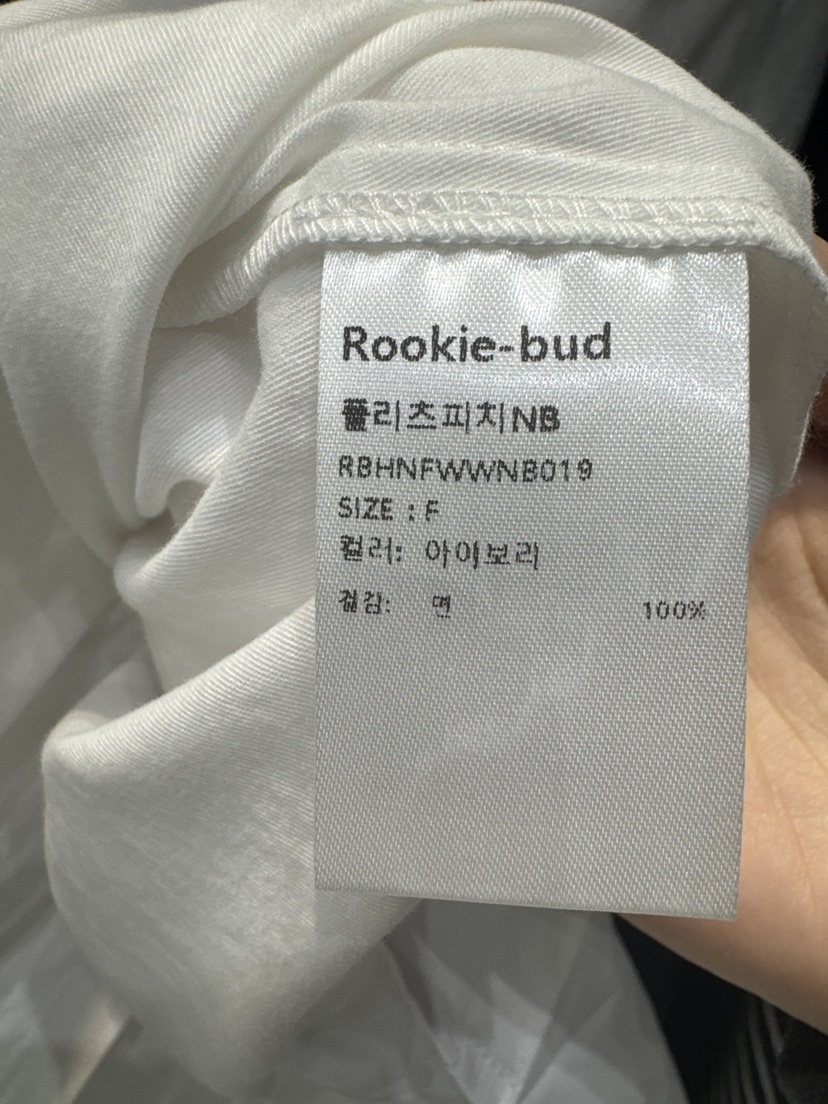 Rookie-bud
플리츠피치NB
RBHNFWWNB019
SIZE : F
컬러: 아이보리
겉감: 면 100%